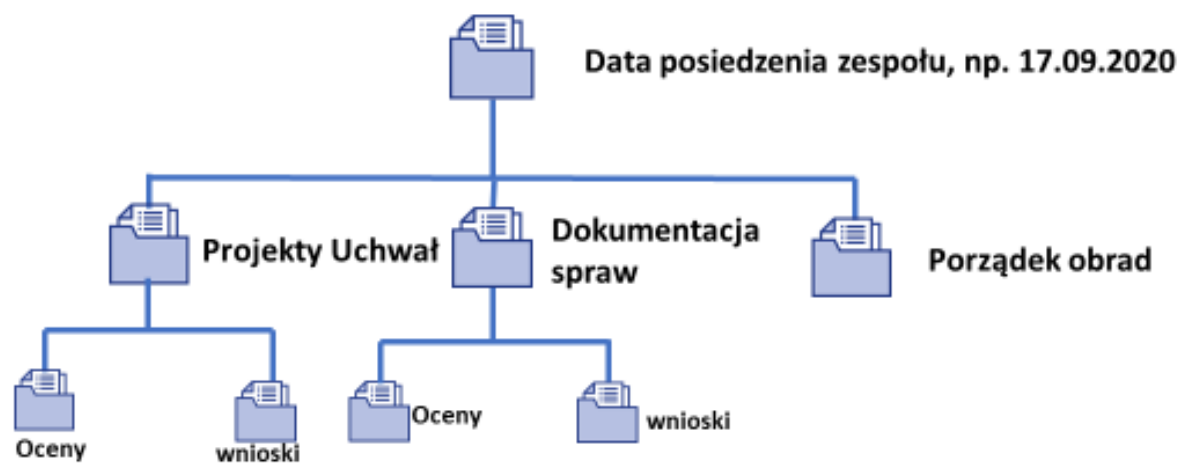 Data posiedzenia zespołu, np. 17.09.2020
Projekty Uchwał
Dokumentacja
spraw
Porządek obrad
Oceny
wnioski
Oceny
wnioski